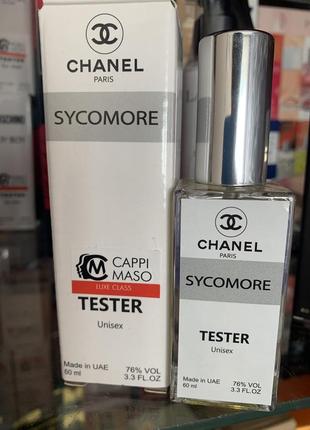 CHANEL
PARIS
SYCOMORE
CAPPI
MASO
LUXE CLASS
TESTER
Unisex
Made in UAE
60 ml
76% VOL
3.3 FL.OZ
CHANEL
PARIS
SYCOMORE
TESTER
Unisex
Made in UAE
60 ml
76% VOL
3.3 FL.OZ
TESTER